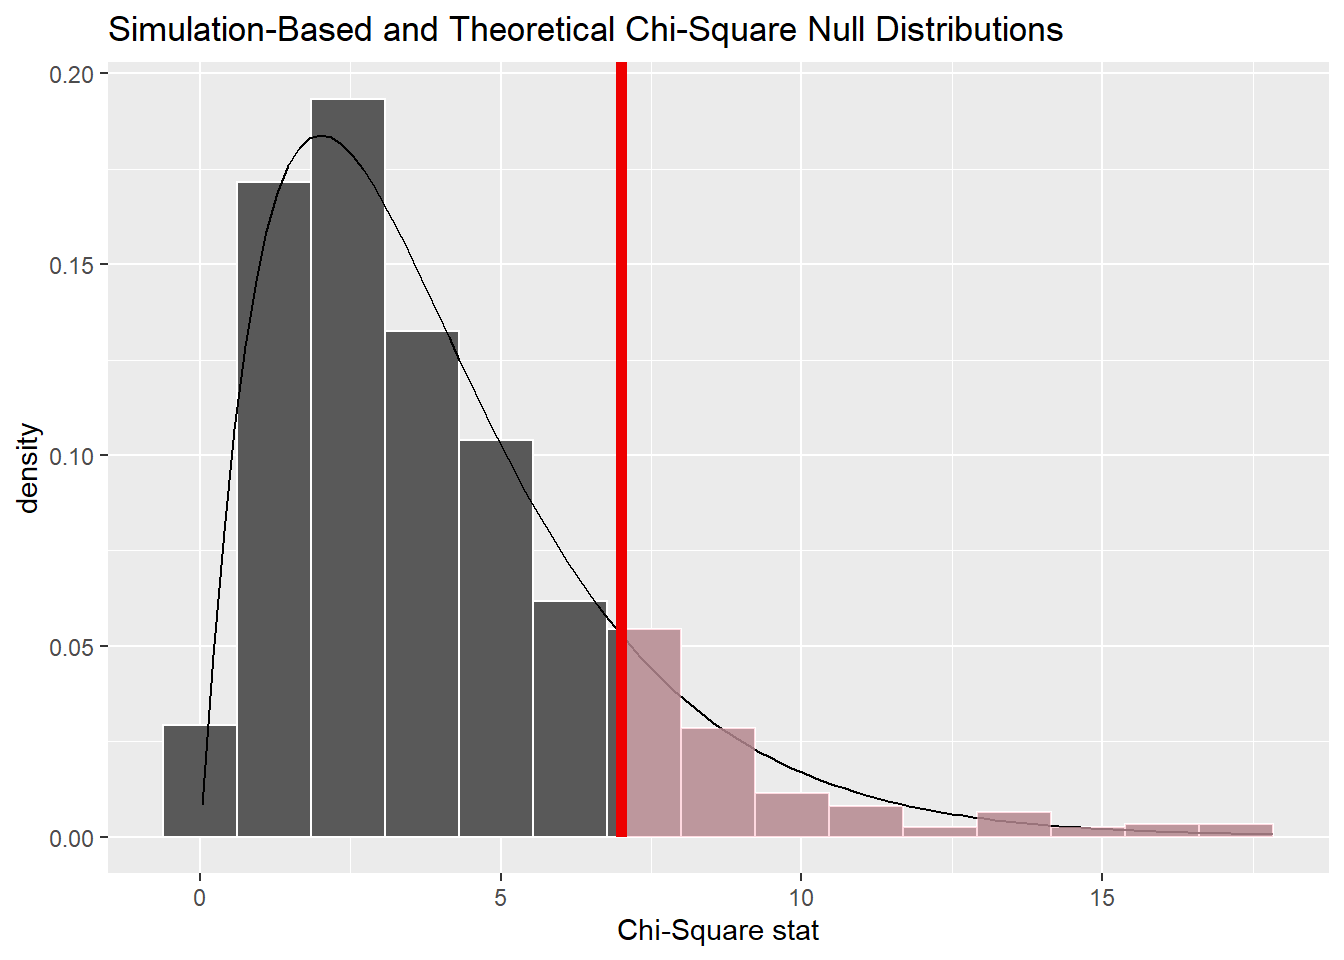 Simulation-Based and Theoretical Chi-Square Null Distributions
density
0.20
0.15
0.10
0.05
0.00
0 5 10 15
Chi-Square stat